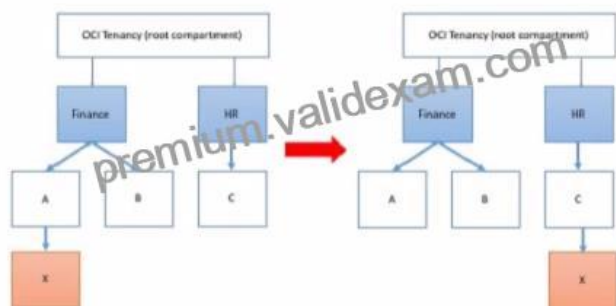 OCI Tenancy (root compartment)
OCI Tenancy (root compartment)
Finance
HR
Finance
HR
premium.validexam.com
A
B
C
A
B
C
X
X